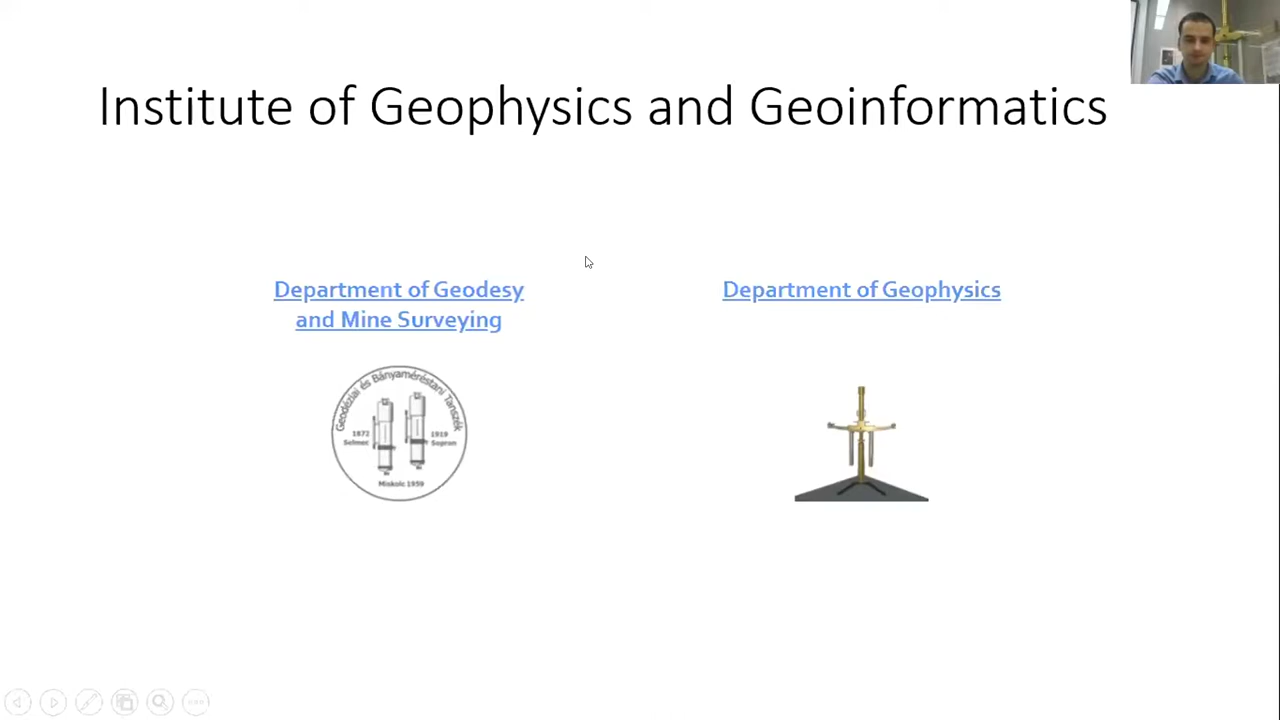 Institute of Geophysics and Geoinformatics
Department of Geodesy
and Mine Surveying
Department of Geophysics
Geodéziai és Bányaméréstani Tanszék
1872
Selmec
1919
Sopron
Miskolc 1959